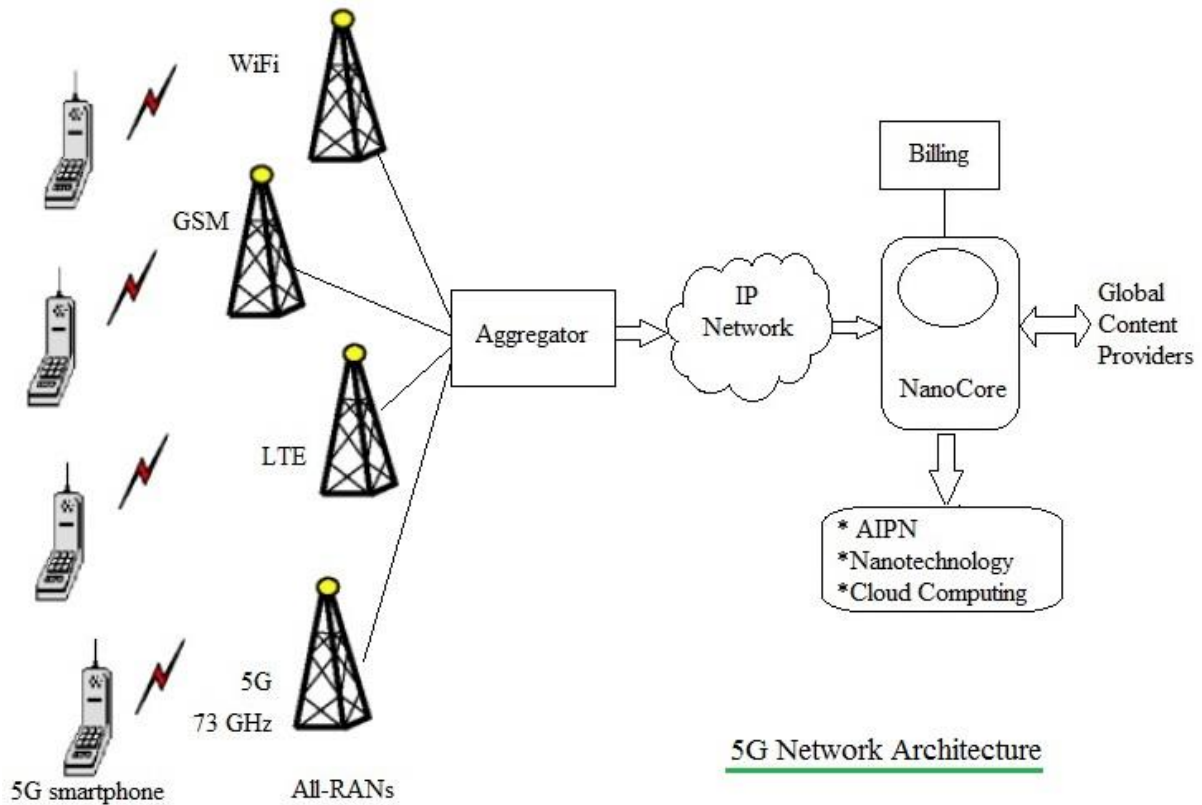 WiFi
GSM
LTE
5G
73 GHz
5G smartphone
All-RANs
Aggregator
IP
Network
Billing
NanoCore
Global
Content
Providers
* AIPN
*Nanotechnology
*Cloud Computing
5G Network Architecture